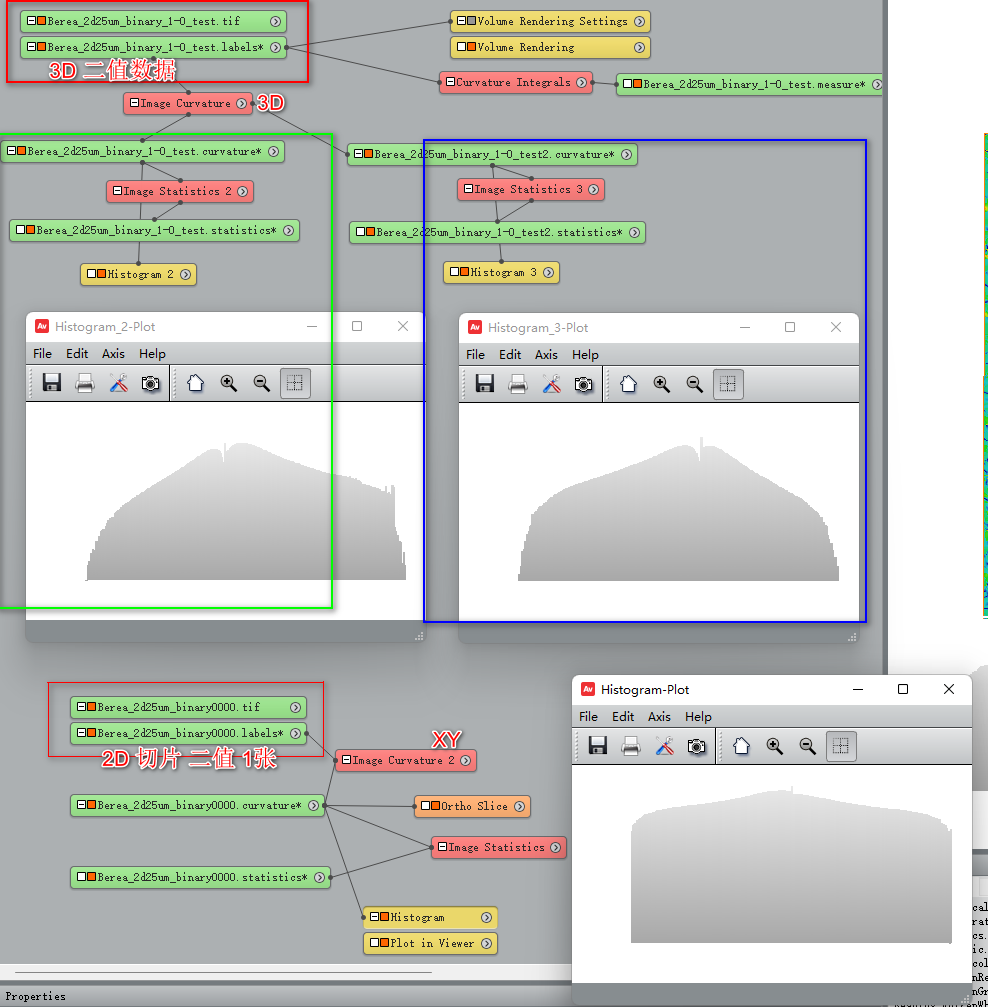 Berea_2d25um_binary_1-0_test.tif
Volume Rendering Settings
Berea_2d25um_binary_1-0_test.labels*
Volume Rendering
3D 二值数据
Curvature Integrals
Berea_2d25um_binary_1-0_test.measure*
Image Curvature
3D
Berea_2d25um_binary_1-0_test.curvature*
Berea_2d25um_binary_1-0_test2.curvature*
Image Statistics 2
Image Statistics 3
Berea_2d25um_binary_1-0_test.statistics*
Berea_2d25um_binary_1-0_test2.statistics*
Histogram 2
Histogram 3
Av Histogram_2-Plot
File Edit Axis Help
Av Histogram_3-Plot
File Edit Axis Help
Berea_2d25um_binary0000.tif
Berea_2d25um_binary0000.labels*
2D 切片 二值 1张
XY
Image Curvature 2
Berea_2d25um_binary0000.curvature*
Ortho Slice
Image Statistics
Berea_2d25um_binary0000.statistics*
Histogram
Plot in Viewer
Av Histogram-Plot
File Edit Axis Help
Properties